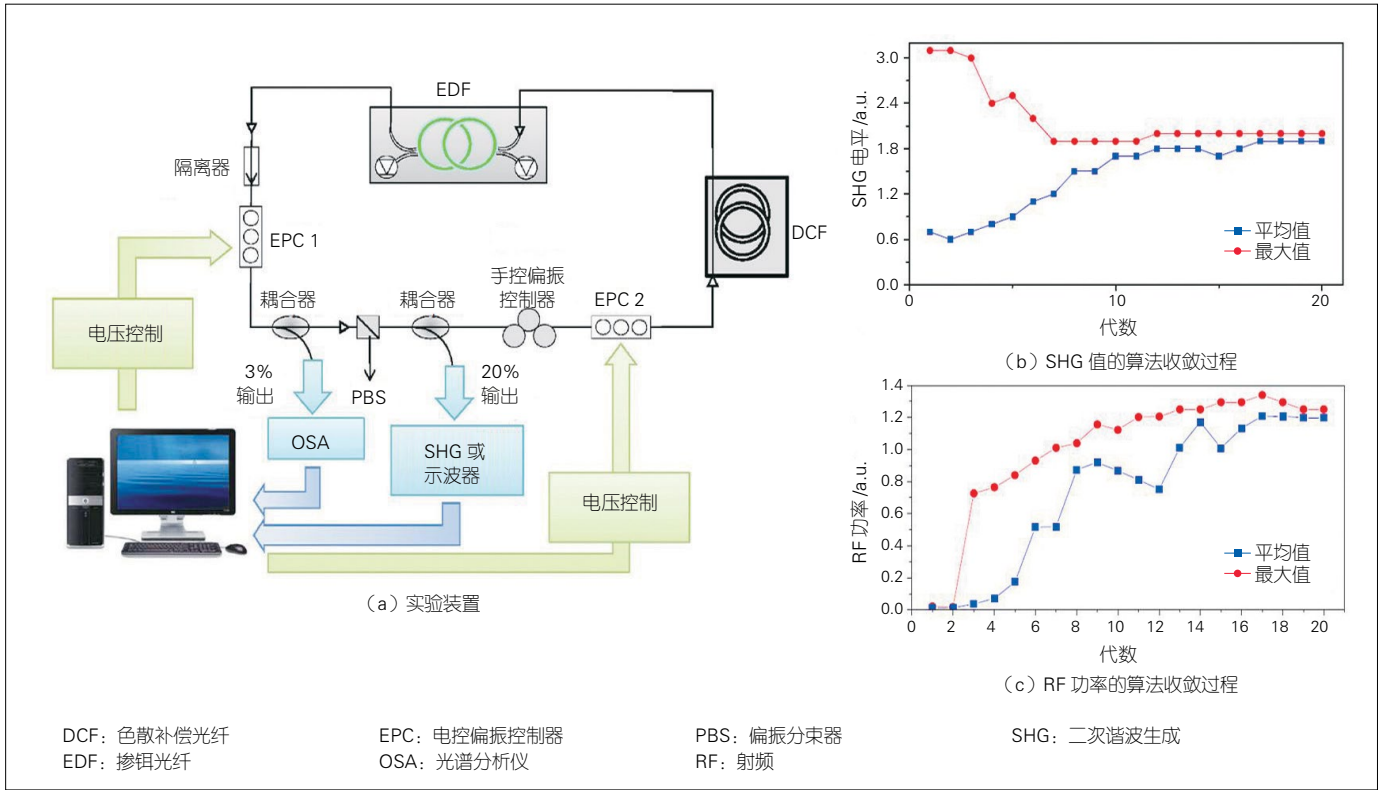 EDF
隔离器
EPC 1
DCF
电压控制
耦合器
耦合器
手控偏振
控制器
EPC 2
3%
输出
PBS
20%
输出
OSA
SHG 或
示波器
电压控制
(a)实验装置
SHG 电平 /a.u.
3.0
2.4
1.8
1.2
0.6
0.0
0
10
20
平均值
最大值
代数
(b)SHG 值的算法收敛过程
RF 功率 /a.u.
1.4
1.2
1.0
0.8
0.6
0.4
0.2
0.0
0 2 4 6 8 10 12 14 16 18 20
平均值
最大值
代数
(c)RF 功率的算法收敛过程
DCF:色散补偿光纤
EPC:电控偏振控制器
PBS:偏振分束器
SHG:二次谐波生成
EDF:掺铒光纤
OSA:光谱分析仪
RF:射频